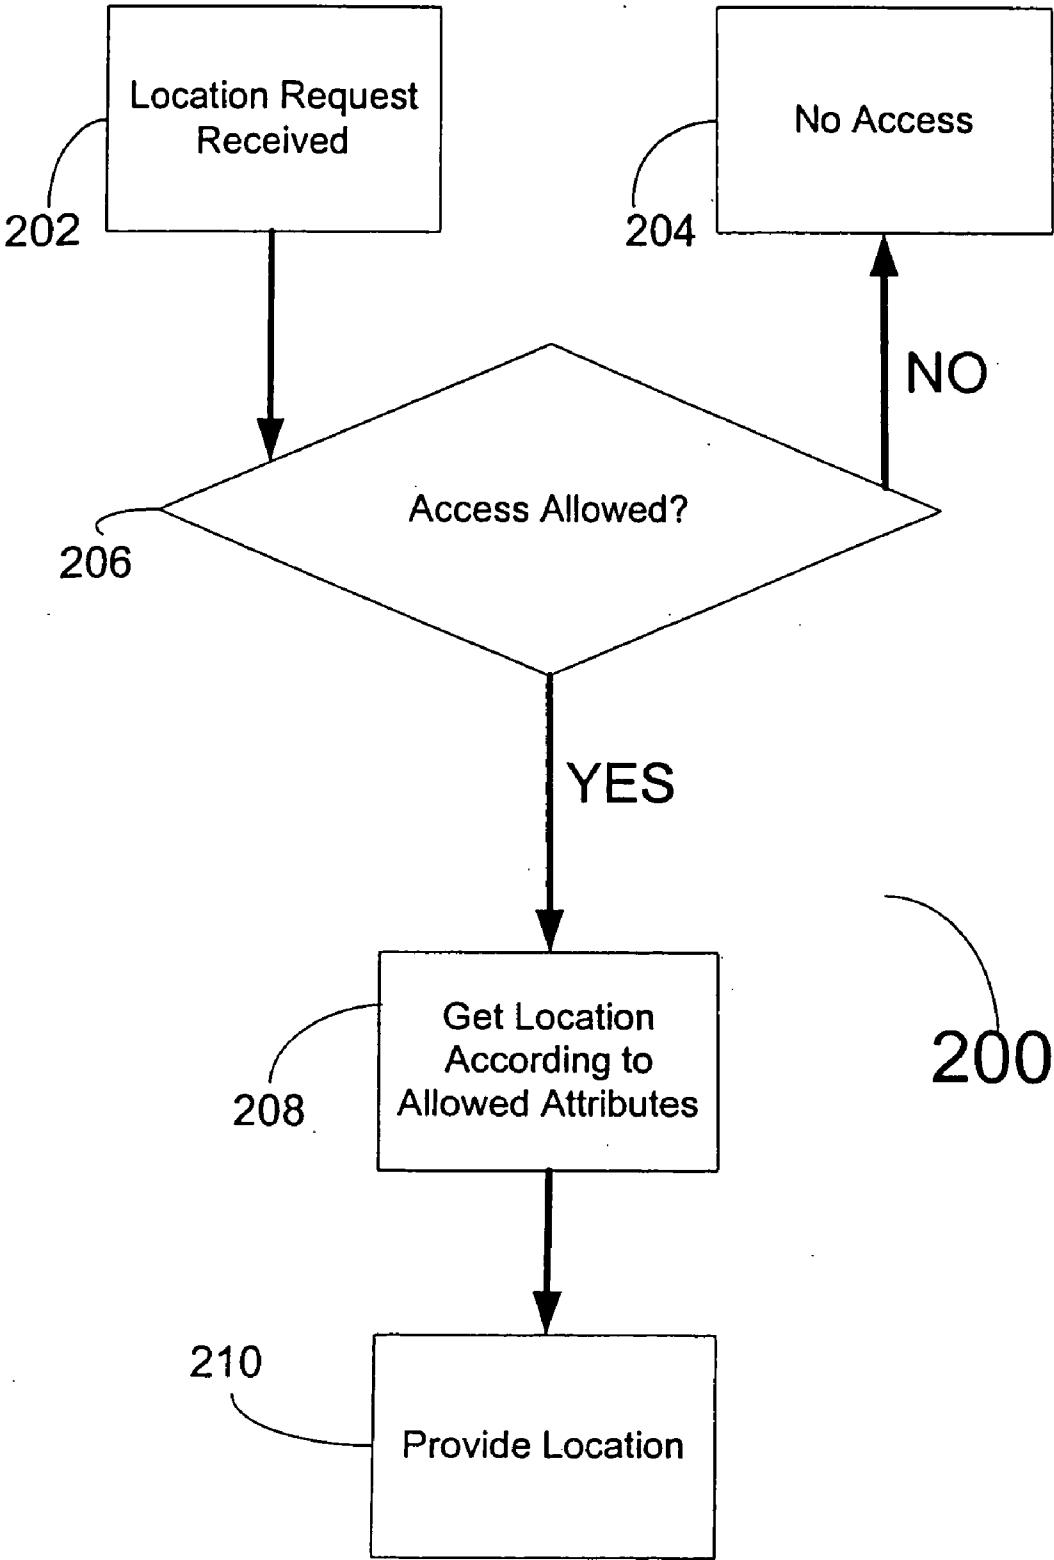 Location Request
Received
No Access
202
204
NO
Access Allowed?
206
YES
Get Location
According to
Allowed Attributes
200
208
210
Provide Location